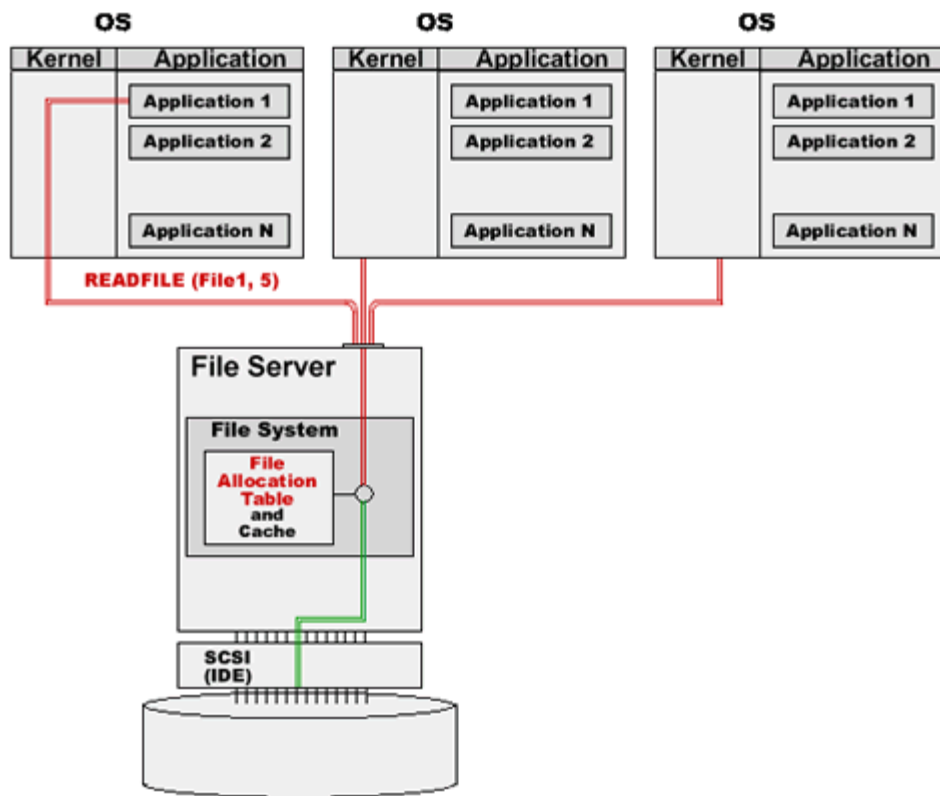 OS OS OS
Kernel Application Kernel Application Kernel Application
Application 1 Application 1 Application 1
Application 2 Application 2 Application 2
Application N Application N Application N
READFILE (File1, 5)
File Server
File System
File
Allocation
Table
and
Cache
SCSI
(IDE)